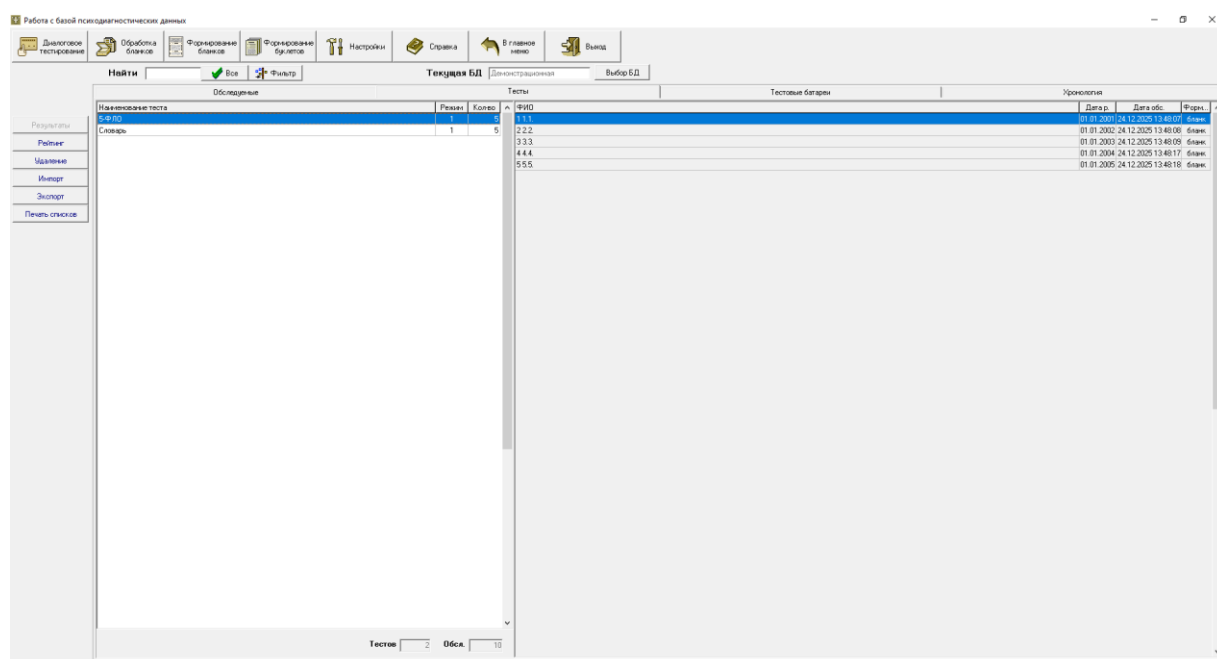 Работа с базой психодиагностических данных
Диалоговое тестирование
Обработка бланков
Формирование бланков
Формирование буклетов
Настройки
Справка
В главное меню
Выход
Найти
Все
Фильтр
Текущая БД
Демонстрационная
Выбор БД
Обследуемые
Тесты
Тестовые батареи
Хронология
Результаты
Рейтинг
Удаление
Импорт
Экспорт
Печать списков
Наименование теста Режим Кол-во
5-ФЛО 1 5
Словарь 1 5
ФИО Дата р. Дата обс. Форм...
1 1.1. 01.01.2001 24.12.2025 13:48:07 бланк
2 2.2. 01.01.2002 24.12.2025 13:48:08 бланк
3 3.3. 01.01.2003 24.12.2025 13:48:09 бланк
4 4.4. 01.01.2004 24.12.2025 13:48:17 бланк
5 5.5. 01.01.2005 24.12.2025 13:48:18 бланк
Тестов 2 Обсл. 10